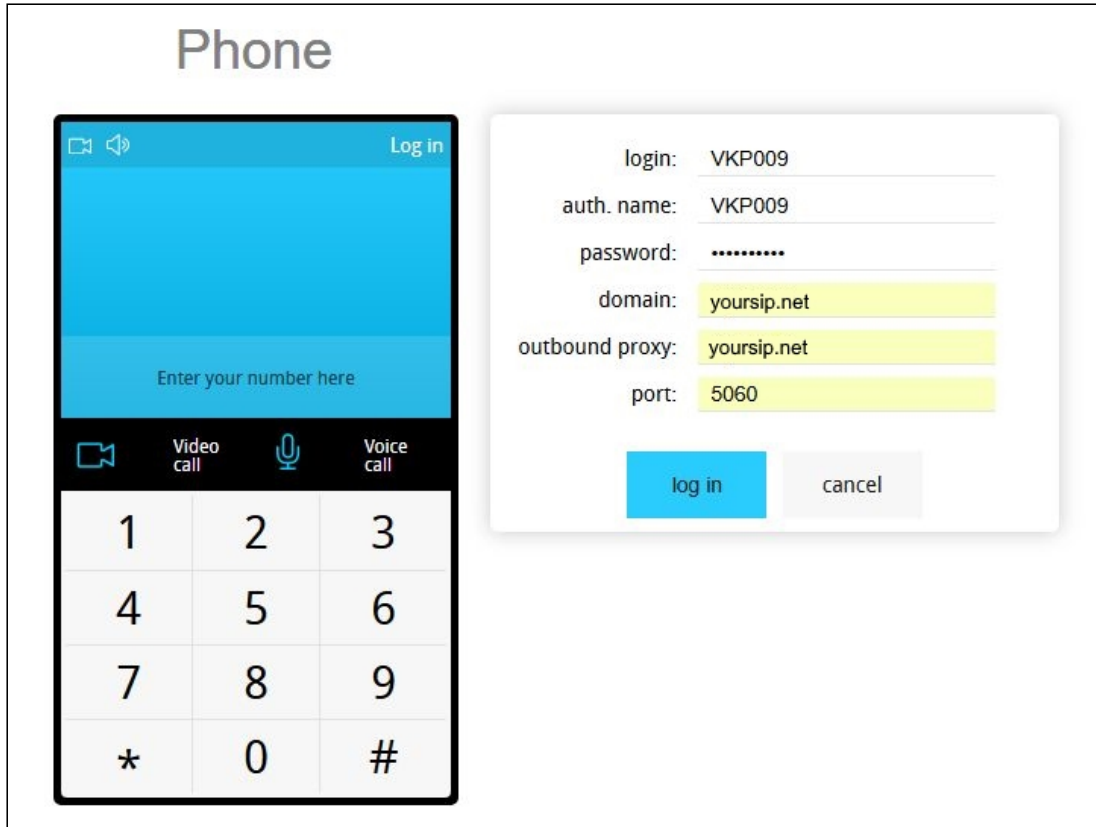 Phone
Log in
Enter your number here
Video call
Voice call
1 2 3
4 5 6
7 8 9
* 0 #
login: VKP009
auth. name: VKP009
password: ••••••••••
domain: yoursip.net
outbound proxy: yoursip.net
port: 5060
log in cancel